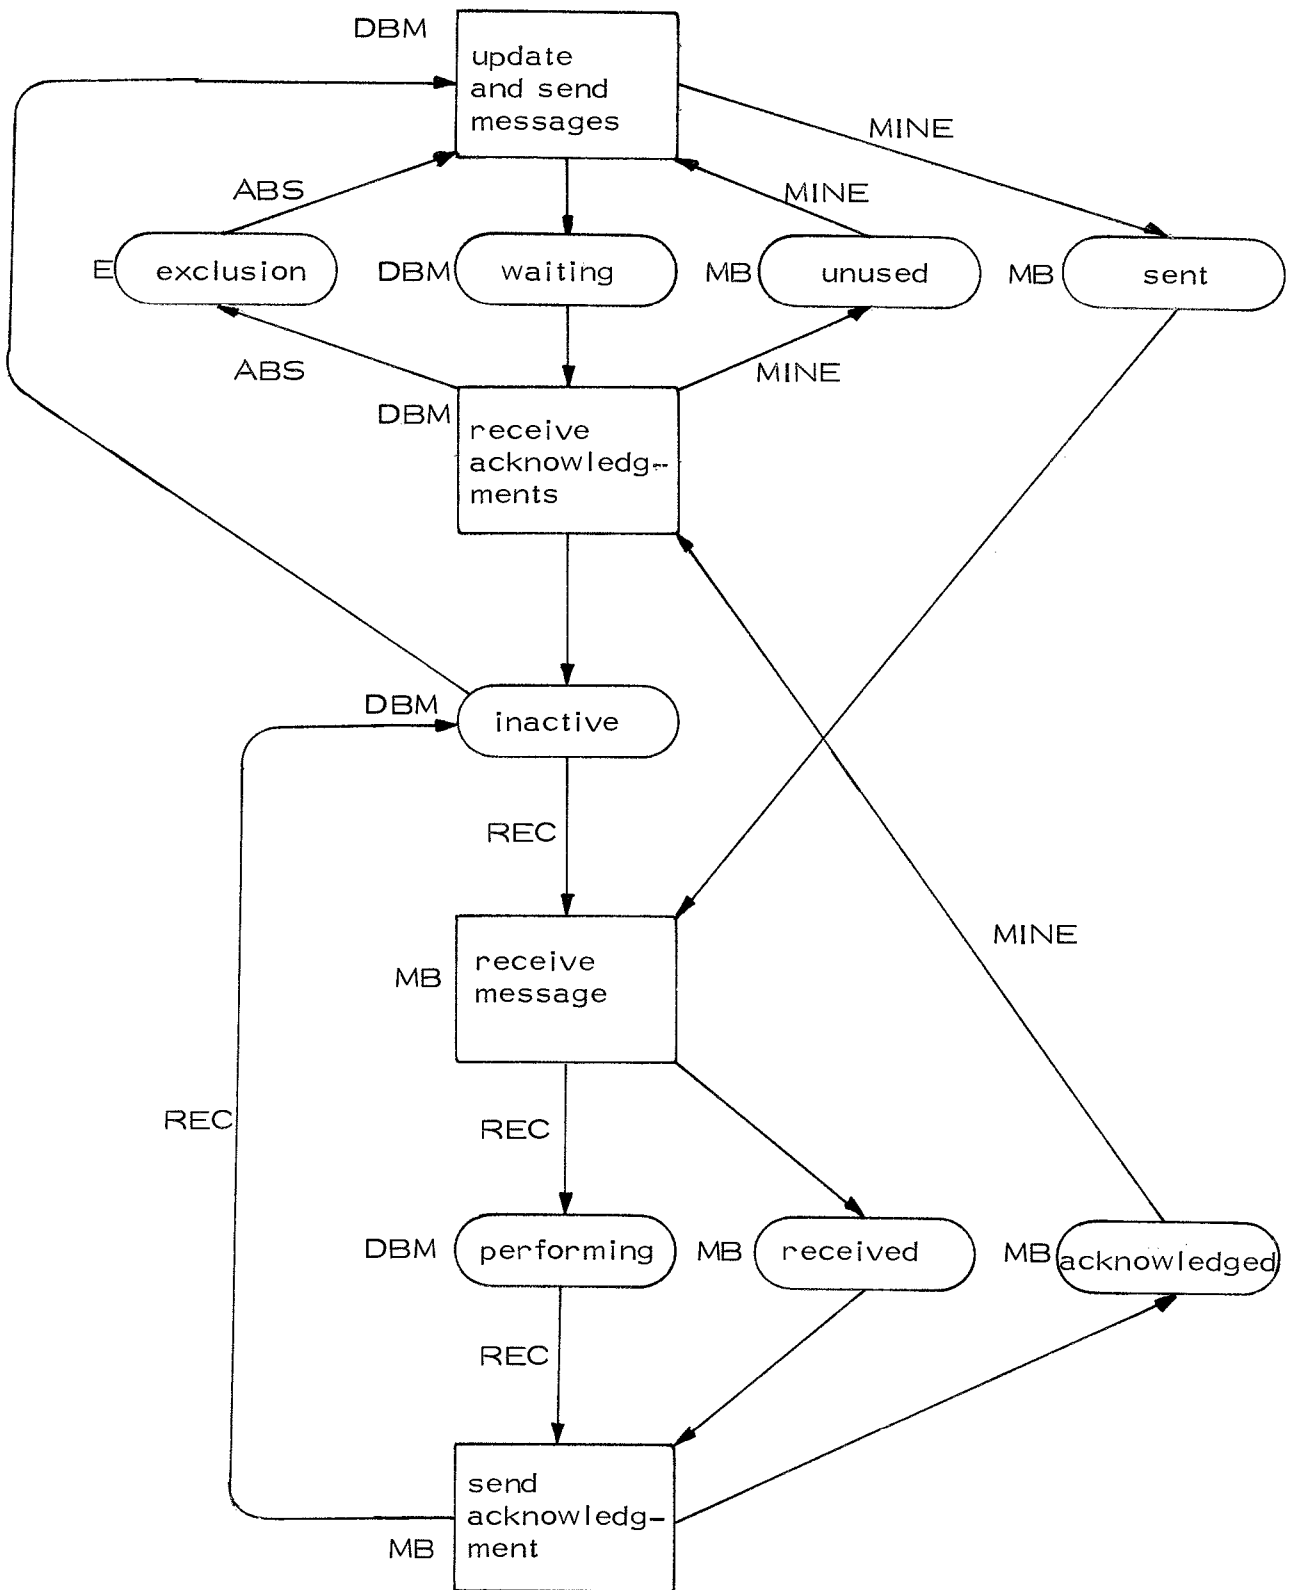 DBM
update
and send
messages
MINE
ABS
MINE
E
exclusion
DBM
waiting
MB
unused
MB
sent
ABS
MINE
DBM
receive
acknowledg-
ments
DBM
inactive
REC
MINE
MB
receive
message
REC
REC
DBM
performing
MB
received
MB
acknowledged
REC
send
acknowledg-
ment
MB